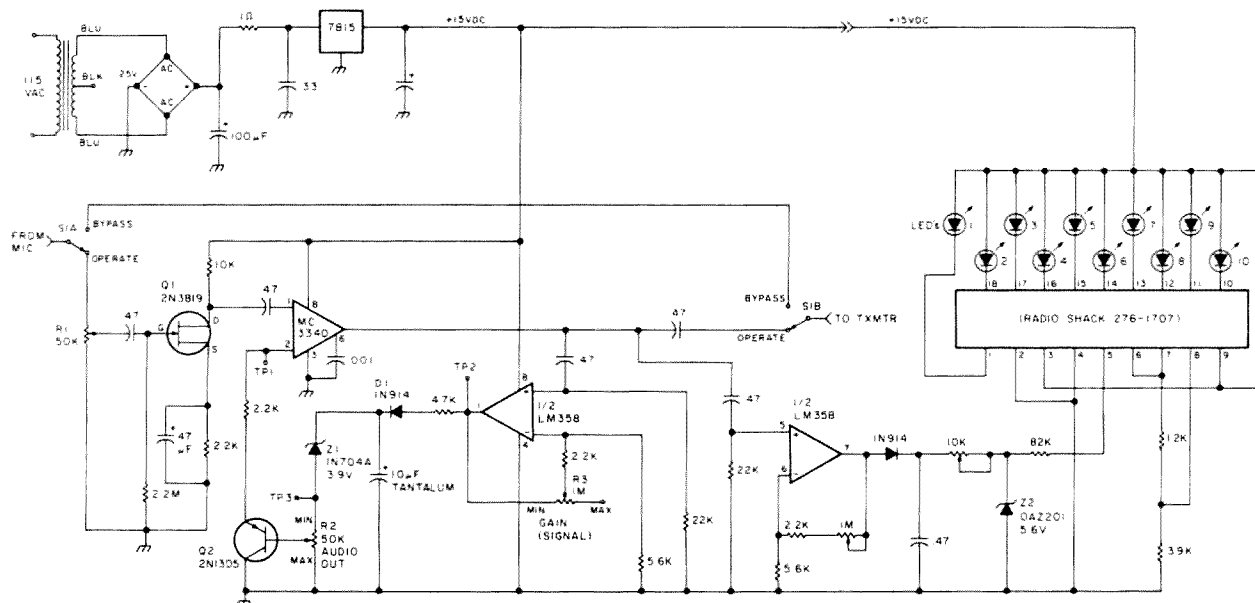 BLU
1Ω
7815
+15VDC
+15VDC
115
VAC
BLK
25V
AC
-
+
AC
BLU
+
100µF
33
+
FROM
MIC
S1A
BYPASS
OPERATE
10K
Q1
2N3819
47
47
G
D
S
R1
50K
1
8
MC
3340
2
3
6
.001
TP1
2.2K
+
47
µF
2.2K
2.2M
Q2
2N1305
D1
1N914
4.7K
TP2
Z1
1N704A
3.9V
+
10µF
TANTALUM
TP3
MIN
R2
50K
AUDIO
OUT
MAX
8
+
1
-
4
1/2
LM358
47
47
2.2K
R3
1M
MIN
MAX
GAIN
(SIGNAL)
5.6K
22K
BYPASS
S1B
OPERATE
TO TXMTR
47
1/2
LM358
5
+
6
-
7
22K
2.2K
1M
5.6K
1N914
47
10K
82K
Z2
OAZ201
5.6V
LED's
1
3
5
7
9
2
4
6
8
10
18
17
16
15
14
13
12
11
10
(RADIO SHACK 276-1707)
1
2
3
4
5
6
7
8
9
1.2K
3.9K